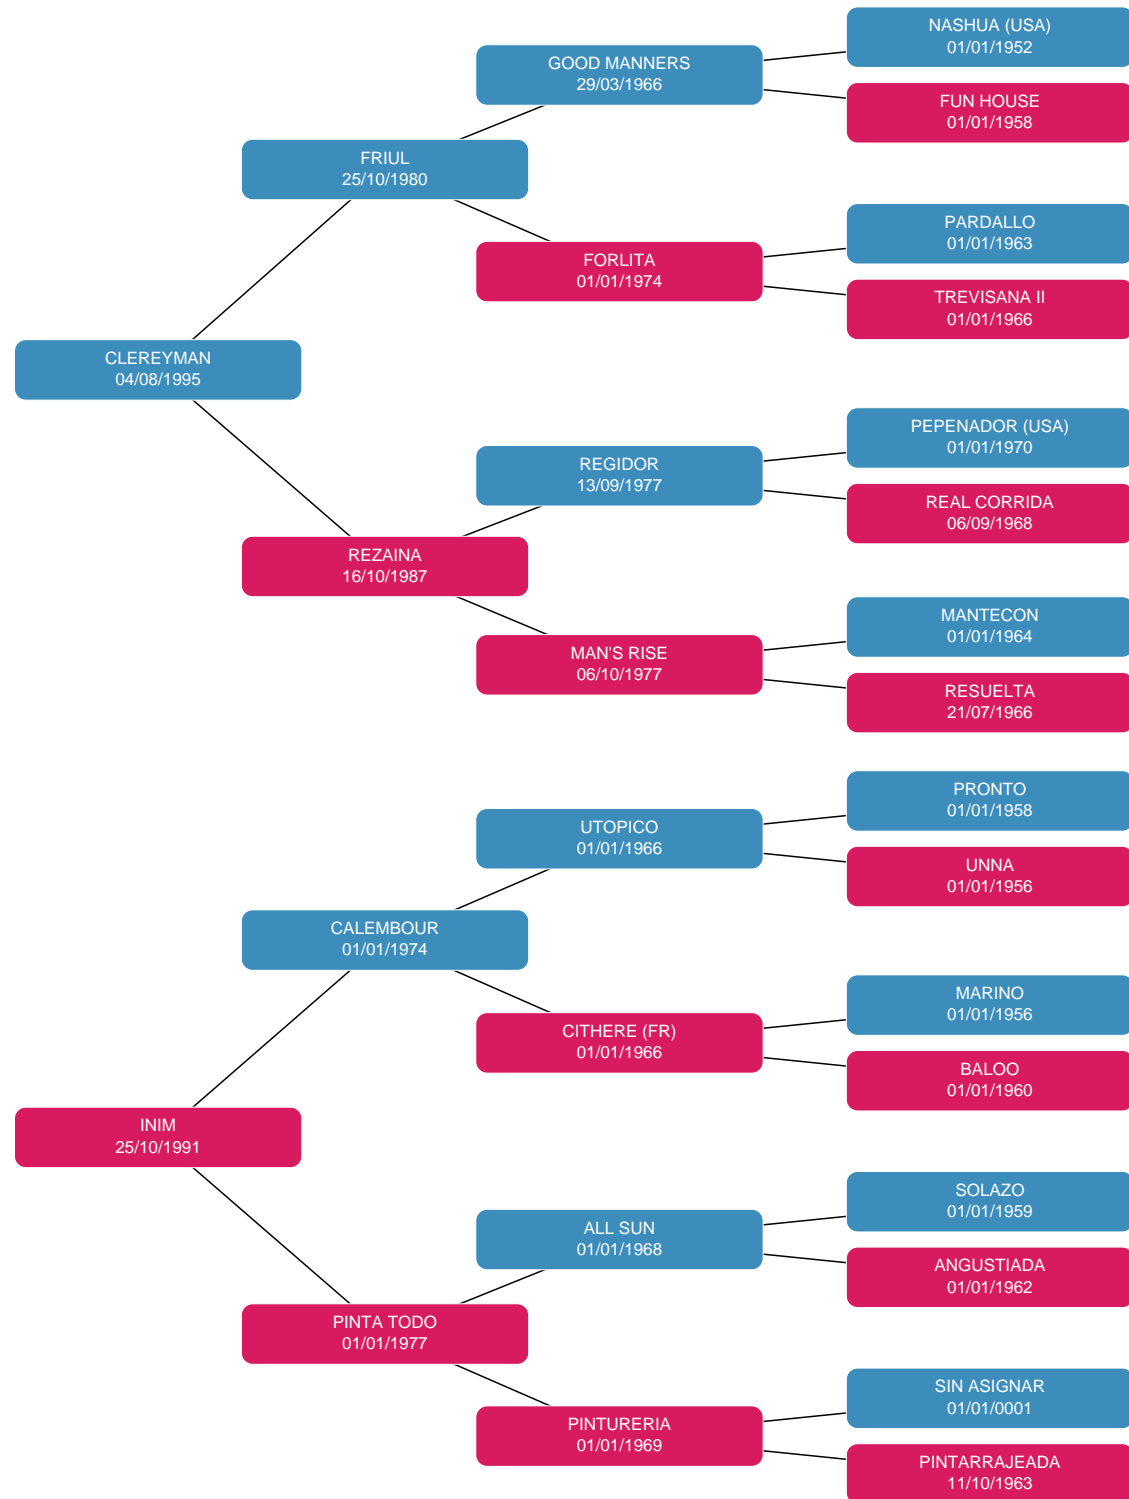 NASHUA (USA)
01/01/1952
GOOD MANNERS
29/03/1966
FUN HOUSE
01/01/1958
FRIUL
25/10/1980
PARDALLO
01/01/1963
FORLITA
01/01/1974
TREVISANA II
01/01/1966
CLEREYMAN
04/08/1995
PEPENADOR (USA)
01/01/1970
REGIDOR
13/09/1977
REAL CORRIDA
06/09/1968
REZAINA
16/10/1987
MANTECON
01/01/1964
MAN'S RISE
06/10/1977
RESUELTA
21/07/1966
PRONTO
01/01/1958
UTOPICO
01/01/1966
UNNA
01/01/1956
CALEMBOUR
01/01/1974
MARINO
01/01/1956
CITHERE (FR)
01/01/1966
BALOO
01/01/1960
INIM
25/10/1991
SOLAZO
01/01/1959
ALL SUN
01/01/1968
ANGUSTIADA
01/01/1962
PINTA TODO
01/01/1977
SIN ASIGNAR
01/01/0001
PINTURERIA
01/01/1969
PINTARRAJEADA
11/10/1963